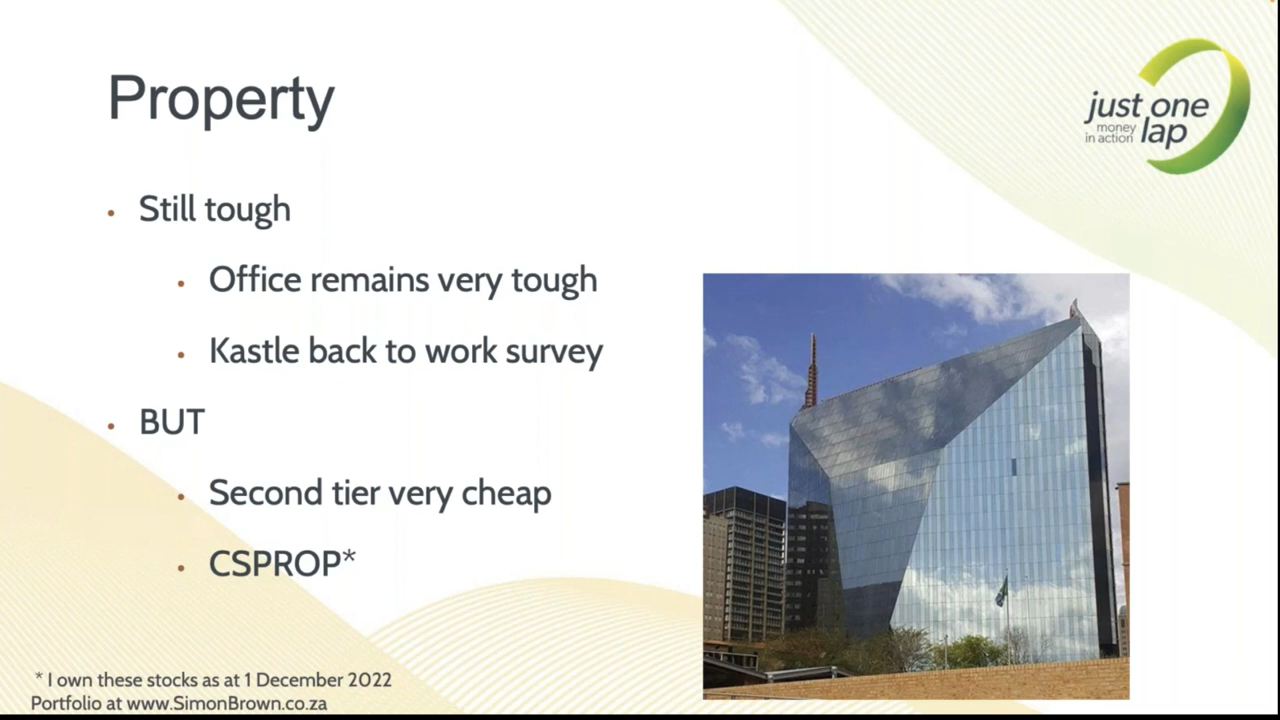 Property
just one
money
in action lap
• Still tough
• Office remains very tough
• Kastle back to work survey
• BUT
• Second tier very cheap
• CSPROP*
* I own these stocks as at 1 December 2022
Portfolio at www.SimonBrown.co.za